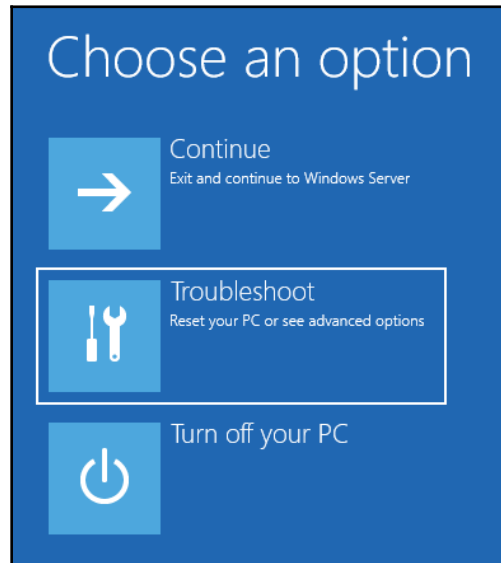 Choose an option
Continue
Exit and continue to Windows Server
Troubleshoot
Reset your PC or see advanced options
Turn off your PC